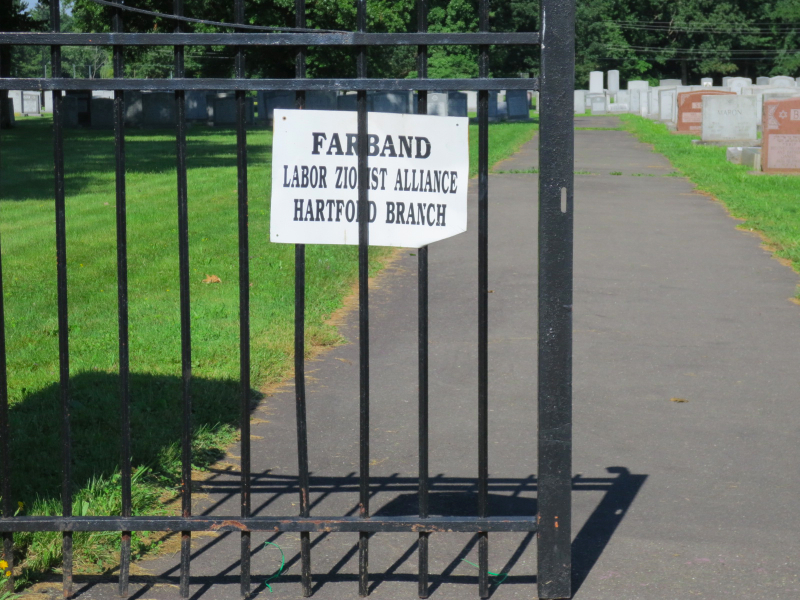 FARBAND
LABOR ZIONIST ALLIANCE
HARTFORD BRANCH